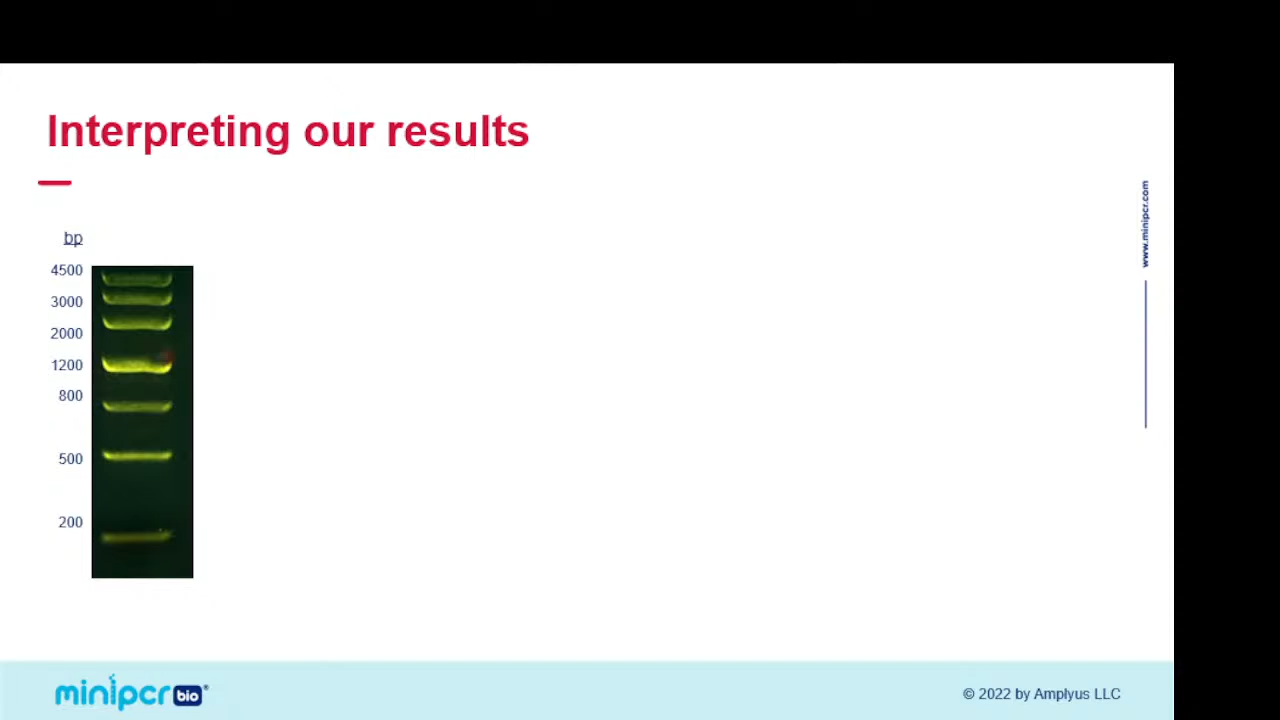 Interpreting our results
bp
4500
3000
2000
1200
800
500
200
www.minipcr.com
minipcr bio®
© 2022 by Amplyus LLC